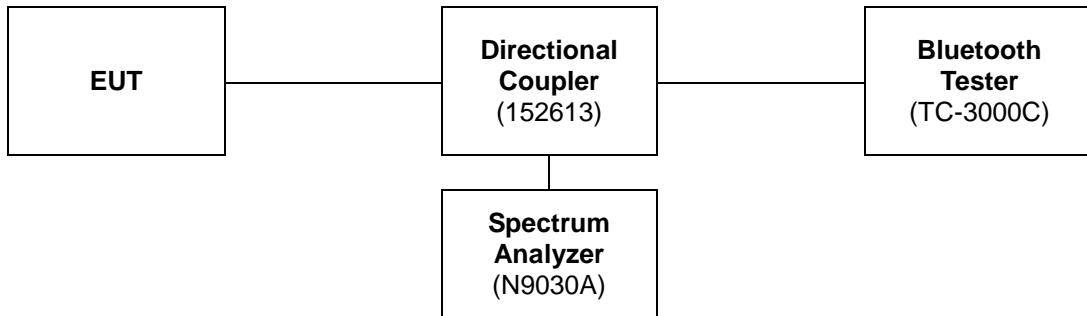 EUT
Directional
Coupler
(152613)
Bluetooth
Tester
(TC-3000C)
Spectrum
Analyzer
(N9030A)